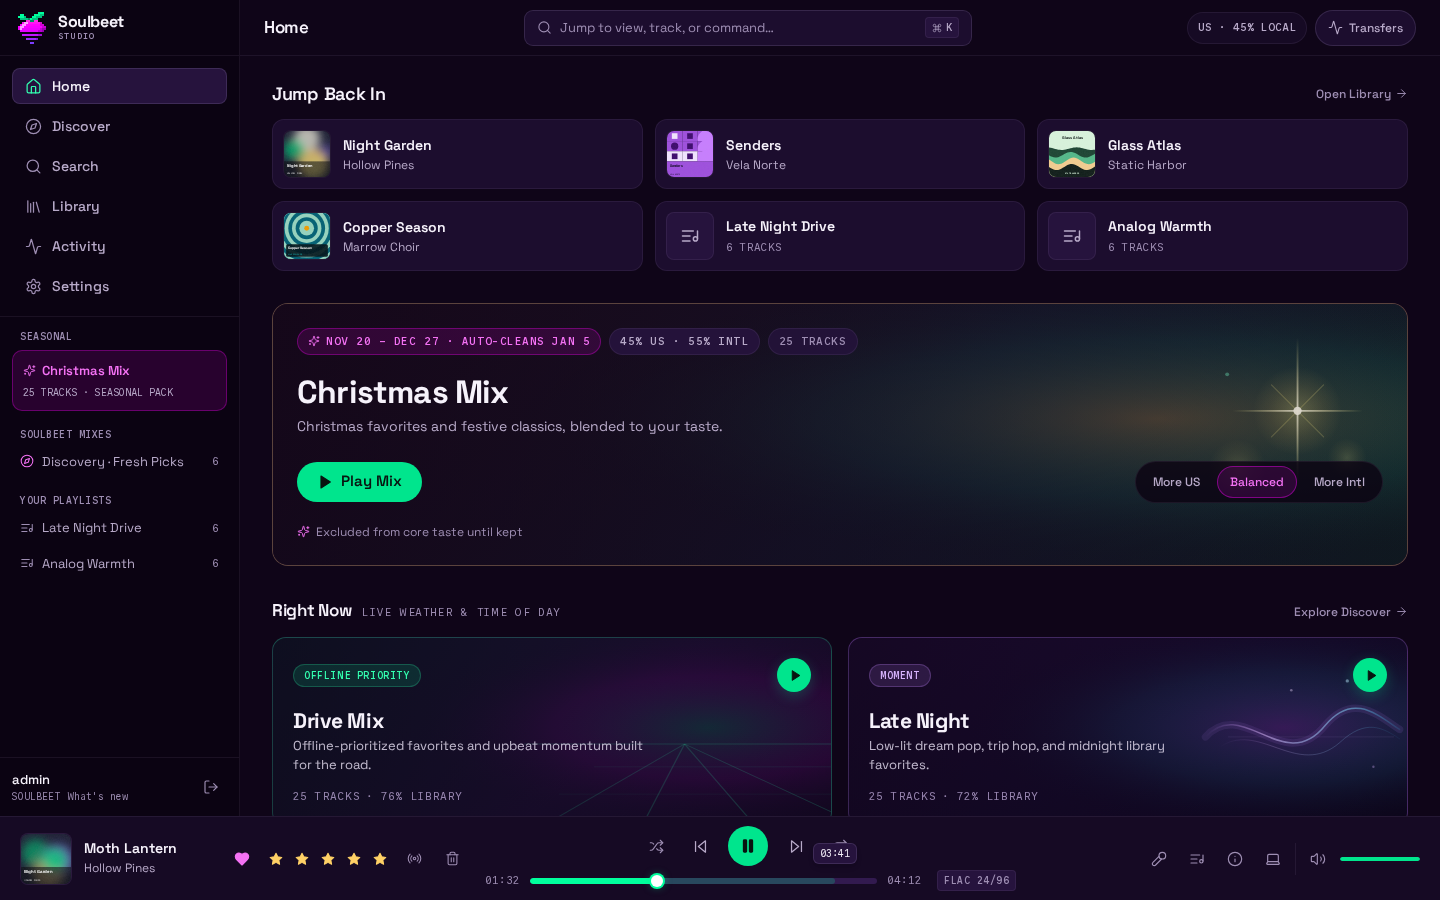 Soulbeet
STUDIO
Home
Discover
Search
Library
Activity
Settings
SEASONAL
Christmas Mix
25 TRACKS · SEASONAL PACK
SOULBEET MIXES
Discovery · Fresh Picks 6
YOUR PLAYLISTS
Late Night Drive 6
Analog Warmth 6
admin
SOULBEET What's new
Home
Jump to view, track, or command... ⌘ K
US · 45% LOCAL
Transfers
Jump Back In
Open Library →
Night Garden
Hollow Pines
Senders
Vela Norte
Glass Atlas
Glass Atlas
Static Harbor
Copper Season
Copper Season
Marrow Choir
Late Night Drive
6 TRACKS
Analog Warmth
6 TRACKS
NOV 20 – DEC 27 · AUTO-CLEANS JAN 5
45% US · 55% INTL
25 TRACKS
Christmas Mix
Christmas favorites and festive classics, blended to your taste.
Play Mix
More US
Balanced
More Intl
Excluded from core taste until kept
Right Now LIVE WEATHER & TIME OF DAY
Explore Discover →
OFFLINE PRIORITY
Drive Mix
Offline-prioritized favorites and upbeat momentum built
for the road.
25 TRACKS · 76% LIBRARY
MOMENT
Late Night
Low-lit dream pop, trip hop, and midnight library
favorites.
25 TRACKS · 72% LIBRARY
Night Garden
Moth Lantern
Hollow Pines
03:41
01:32
04:12
FLAC 24/96